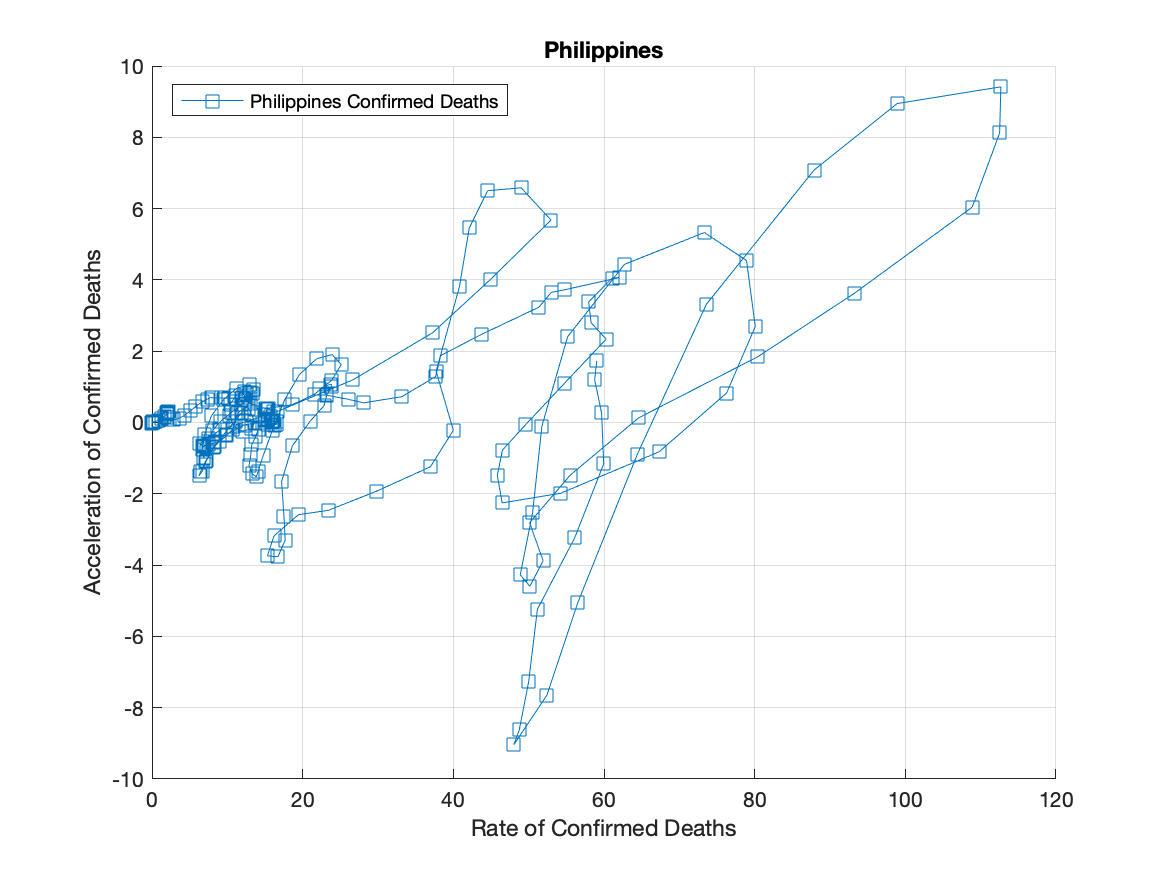 Philippines
Philippines Confirmed Deaths
10
8
6
4
2
0
-2
-4
-6
-8
-10
Acceleration of Confirmed Deaths
0 20 40 60 80 100 120
Rate of Confirmed Deaths